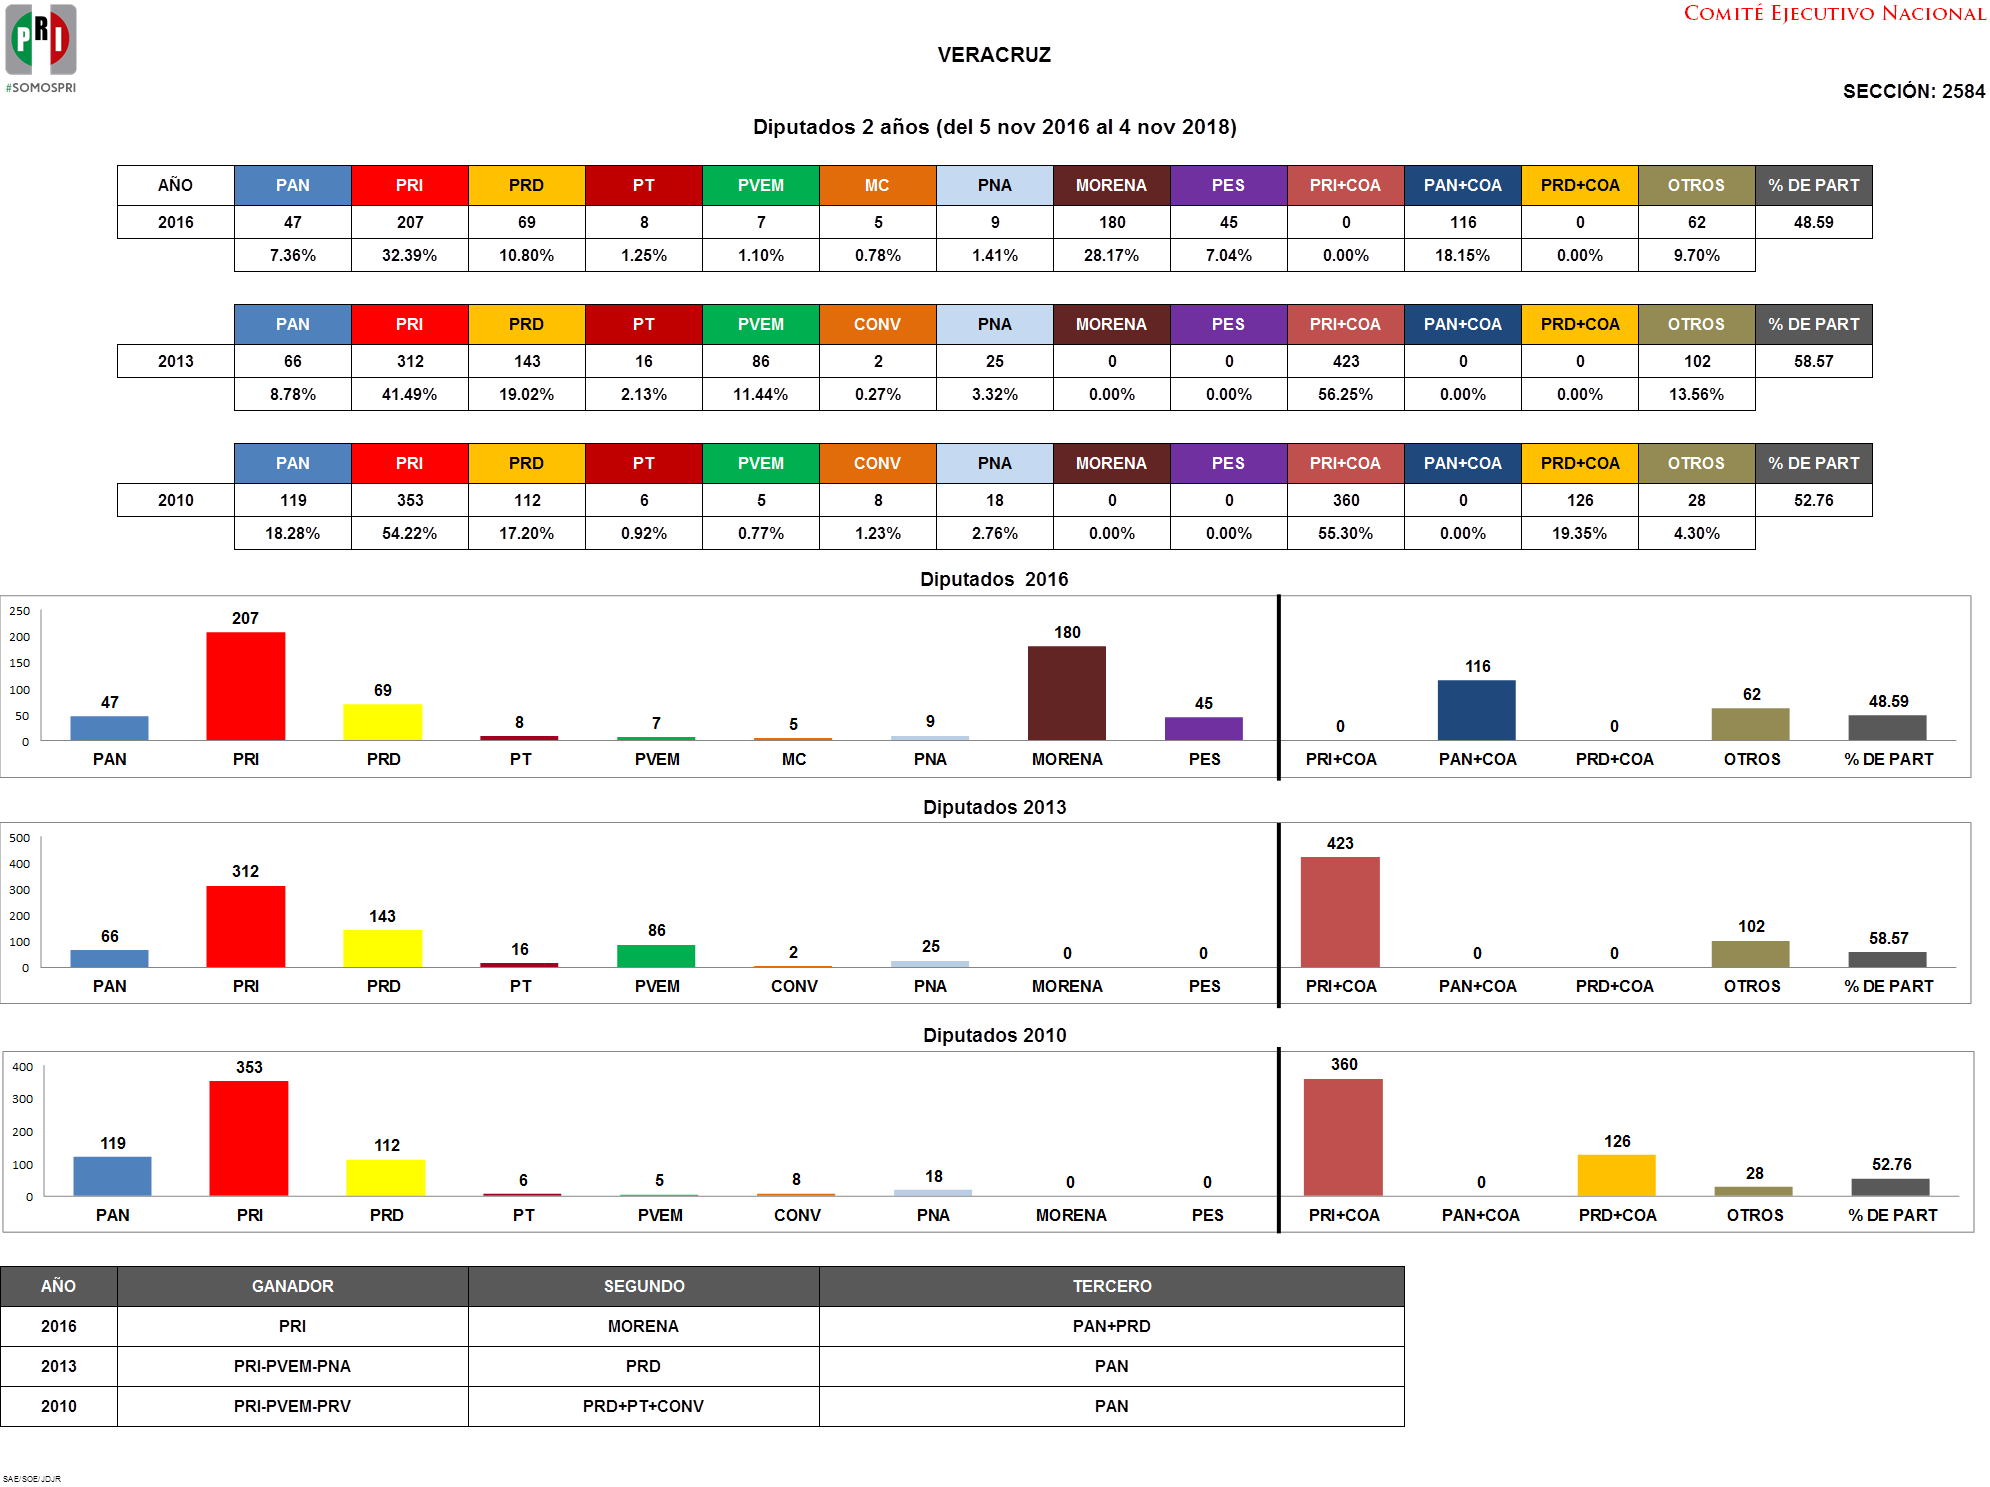 PRI
#SOMOSPRI
COMITÉ EJECUTIVO NACIONAL
VERACRUZ
SECCIÓN: 2584
Diputados 2 años (del 5 nov 2016 al 4 nov 2018)
AÑO PAN PRI PRD PT PVEM MC PNA MORENA PES PRI+COA PAN+COA PRD+COA OTROS % DE PART
2016 47 207 69 8 7 5 9 180 45 0 116 0 62 48.59
7.36% 32.39% 10.80% 1.25% 1.10% 0.78% 1.41% 28.17% 7.04% 0.00% 18.15% 0.00% 9.70%
PAN PRI PRD PT PVEM CONV PNA MORENA PES PRI+COA PAN+COA PRD+COA OTROS % DE PART
2013 66 312 143 16 86 2 25 0 0 423 0 0 102 58.57
8.78% 41.49% 19.02% 2.13% 11.44% 0.27% 3.32% 0.00% 0.00% 56.25% 0.00% 0.00% 13.56%
PAN PRI PRD PT PVEM CONV PNA MORENA PES PRI+COA PAN+COA PRD+COA OTROS % DE PART
2010 119 353 112 6 5 8 18 0 0 360 0 126 28 52.76
18.28% 54.22% 17.20% 0.92% 0.77% 1.23% 2.76% 0.00% 0.00% 55.30% 0.00% 19.35% 4.30%
Diputados 2016
250
200
150
100
50
0
47 207 69 8 7 5 9 180 45 0 116 0 62 48.59
PAN PRI PRD PT PVEM MC PNA MORENA PES PRI+COA PAN+COA PRD+COA OTROS % DE PART
Diputados 2013
500
400
300
200
100
0
66 312 143 16 86 2 25 0 0 423 0 0 102 58.57
PAN PRI PRD PT PVEM CONV PNA MORENA PES PRI+COA PAN+COA PRD+COA OTROS % DE PART
Diputados 2010
400
300
200
100
0
119 353 112 6 5 8 18 0 0 360 0 126 28 52.76
PAN PRI PRD PT PVEM CONV PNA MORENA PES PRI+COA PAN+COA PRD+COA OTROS % DE PART
AÑO GANADOR SEGUNDO TERCERO
2016 PRI MORENA PAN+PRD
2013 PRI-PVEM-PNA PRD PAN
2010 PRI-PVEM-PRV PRD+PT+CONV PAN
SAE/SOE/JDJR